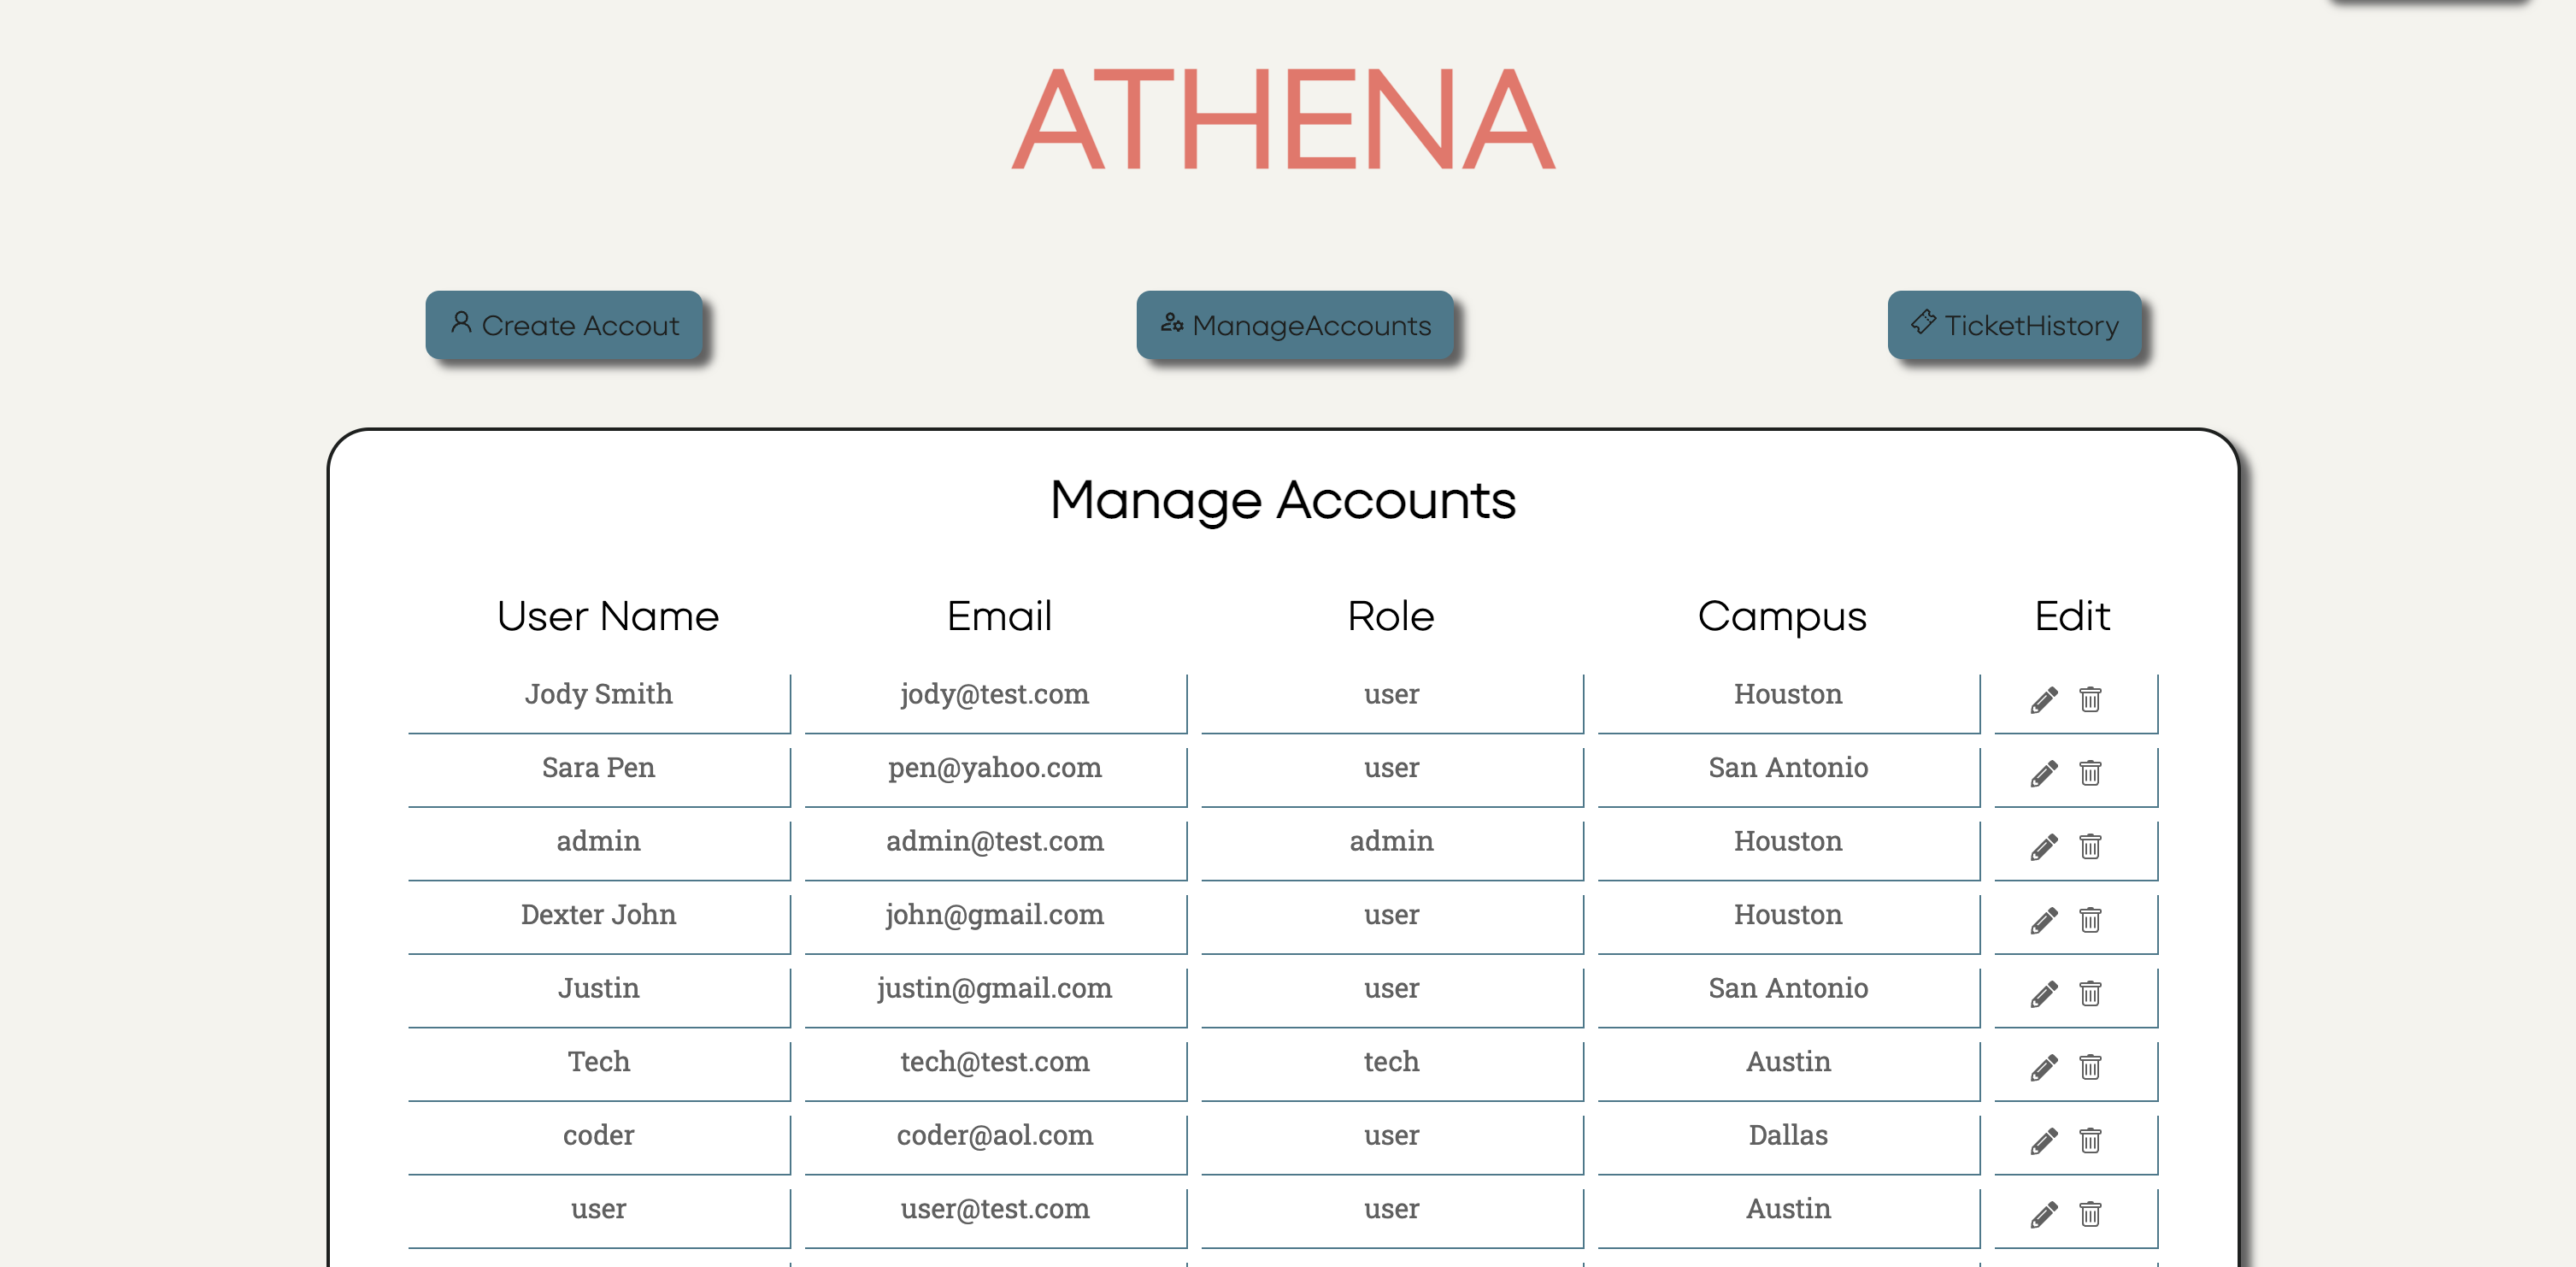 ATHENA
Create Accout
ManageAccounts
TicketHistory
Manage Accounts
User Name Email Role Campus Edit
Jody Smith jody@test.com user Houston
Sara Pen pen@yahoo.com user San Antonio
admin admin@test.com admin Houston
Dexter John john@gmail.com user Houston
Justin justin@gmail.com user San Antonio
Tech tech@test.com tech Austin
coder coder@aol.com user Dallas
user user@test.com user Austin